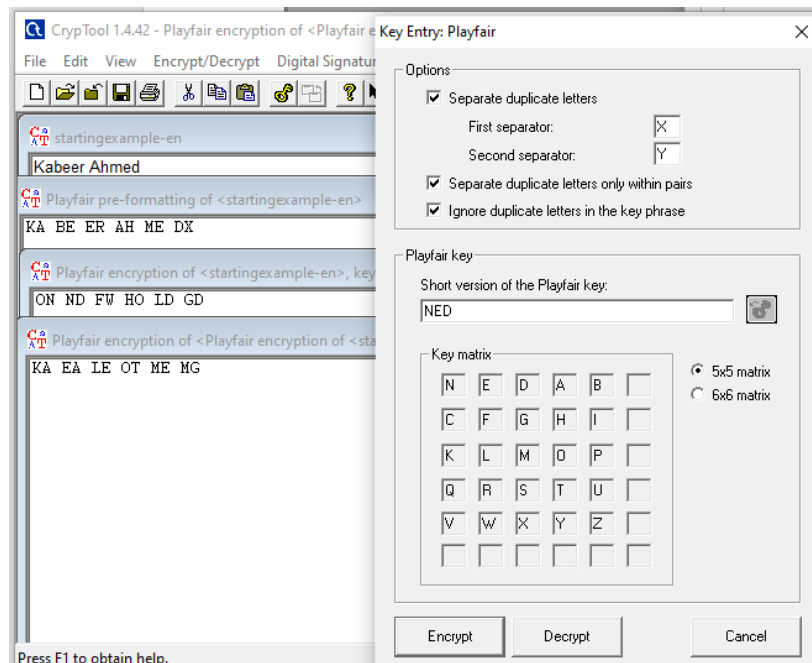 CrypTool 1.4.42 - Playfair encryption of <Playfair e
File Edit View Encrypt/Decrypt Digital Signatur
startingexample-en
Kabeer Ahmed
Playfair pre-formatting of <startingexample-en>
KA BE ER AH ME DX
Playfair encryption of <startingexample-en>, key
ON ND FW HO LD GD
Playfair encryption of <Playfair encryption of <sta
KA EA LE OT ME MG
Press F1 to obtain help.
Key Entry: Playfair
Options
Separate duplicate letters
First separator: X
Second separator: Y
Separate duplicate letters only within pairs
Ignore duplicate letters in the key phrase
Playfair key
Short version of the Playfair key:
NED
Key matrix
N E D A B
C F G H I
K L M O P
Q R S T U
V W X Y Z
5x5 matrix
6x6 matrix
Encrypt Decrypt Cancel